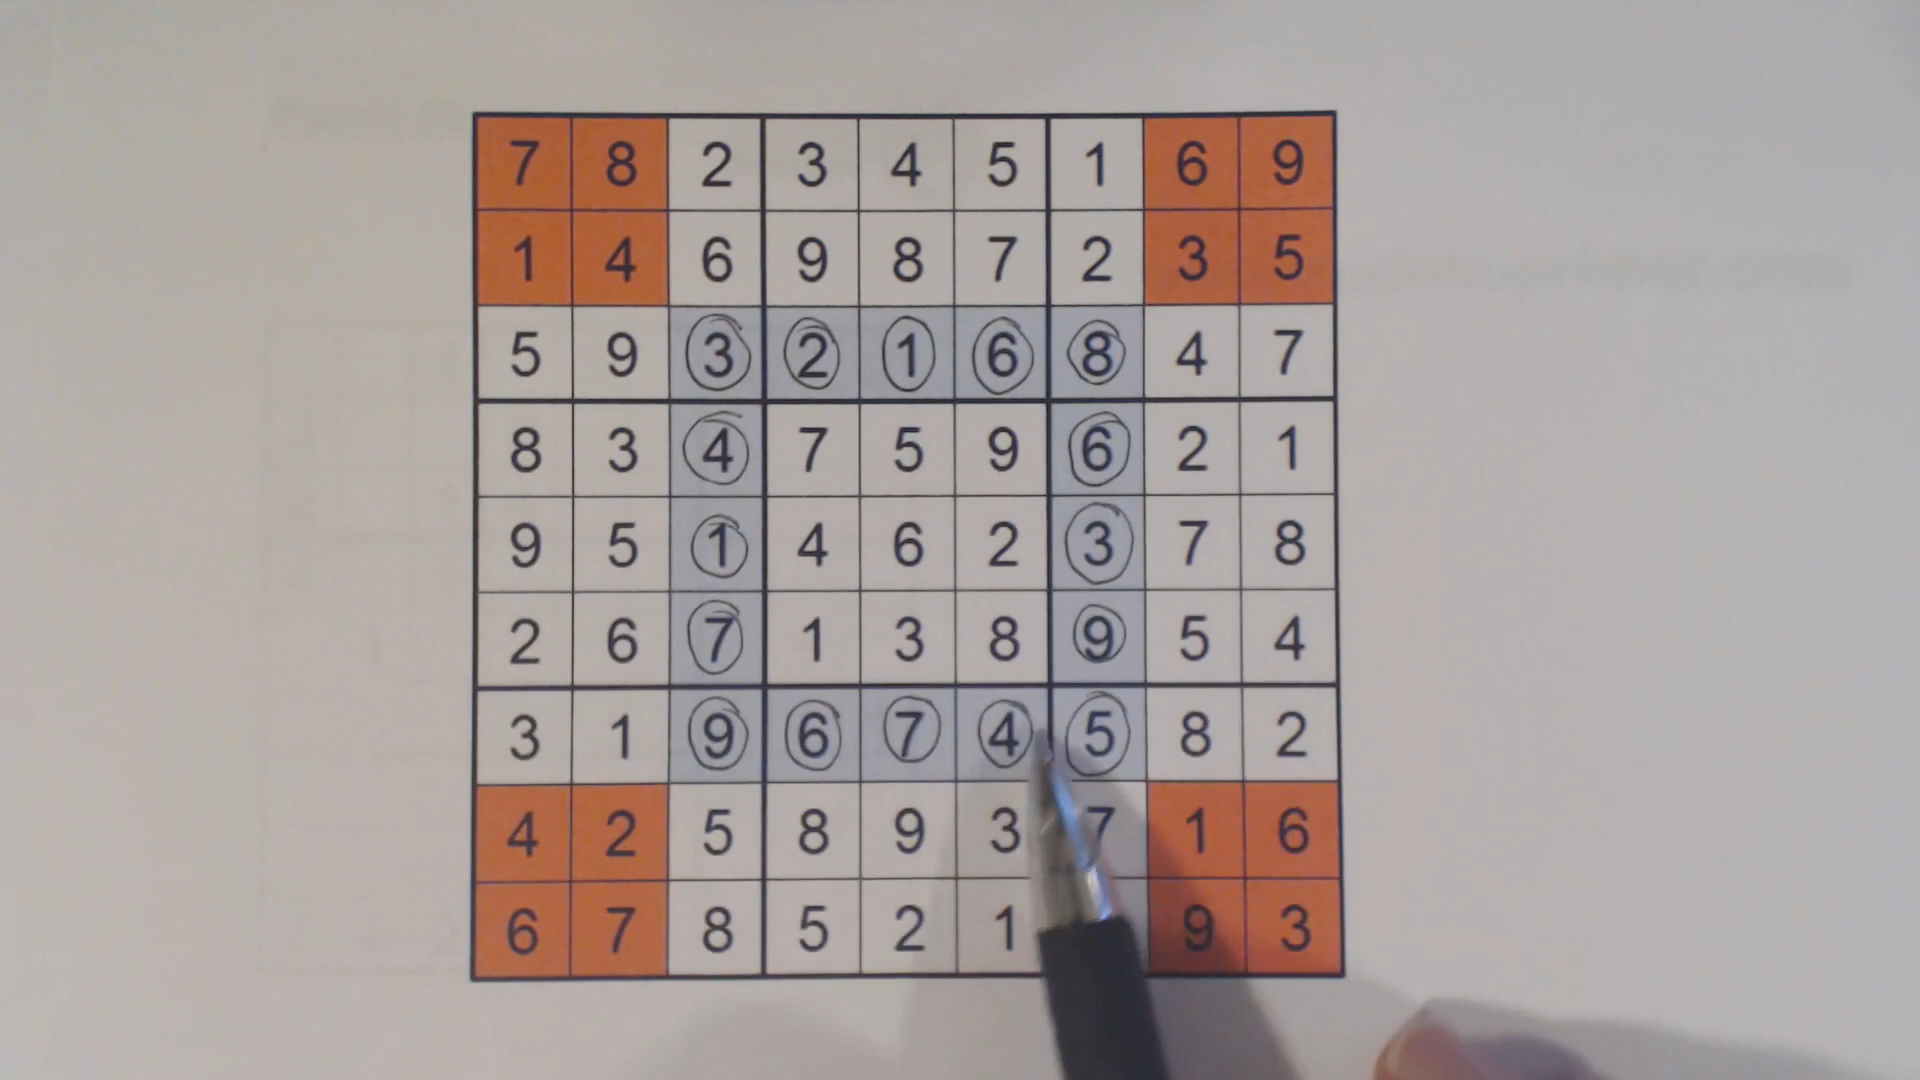 7 8 2 3 4 5 1 6 9
1 4 6 9 8 7 2 3 5
5 9 3 2 1 6 8 4 7
8 3 4 7 5 9 6 2 1
9 5 1 4 6 2 3 7 8
2 6 7 1 3 8 9 5 4
3 1 9 6 7 4 5 8 2
4 2 5 8 9 3 7 1 6
6 7 8 5 2 1 9 3